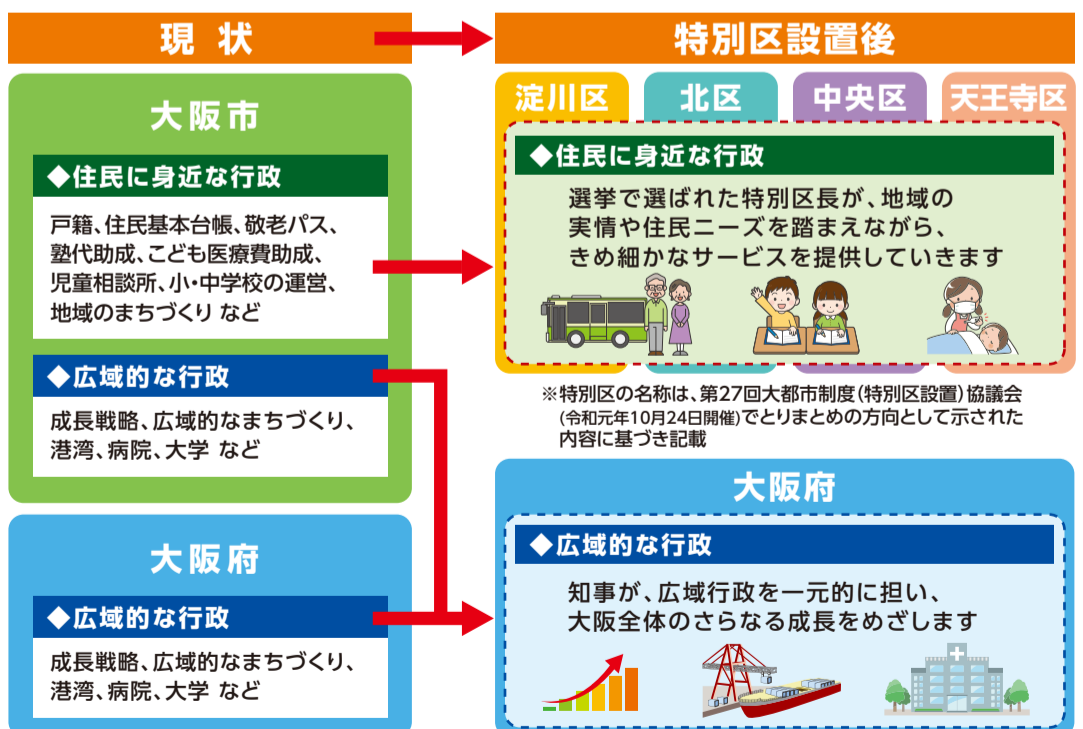 現 状
特別区設置後
大阪市
◆住民に身近な行政
戸籍、住民基本台帳、敬老パス、
塾代助成、こども医療費助成、
児童相談所、小・中学校の運営、
地域のまちづくり など
◆広域的な行政
成長戦略、広域的なまちづくり、
港湾、病院、大学 など
大阪府
◆広域的な行政
成長戦略、広域的なまちづくり、
港湾、病院、大学 など
淀川区
北区
中央区
天王寺区
◆住民に身近な行政
選挙で選ばれた特別区長が、地域の
実情や住民ニーズを踏まえながら、
きめ細かなサービスを提供していきます
※特別区の名称は、第27回大都市制度(特別区設置)協議会
(令和元年10月24日開催)でとりまとめの方向として示された
内容に基づき記載
大阪府
◆広域的な行政
知事が、広域行政を一元的に担い、
大阪全体のさらなる成長をめざします